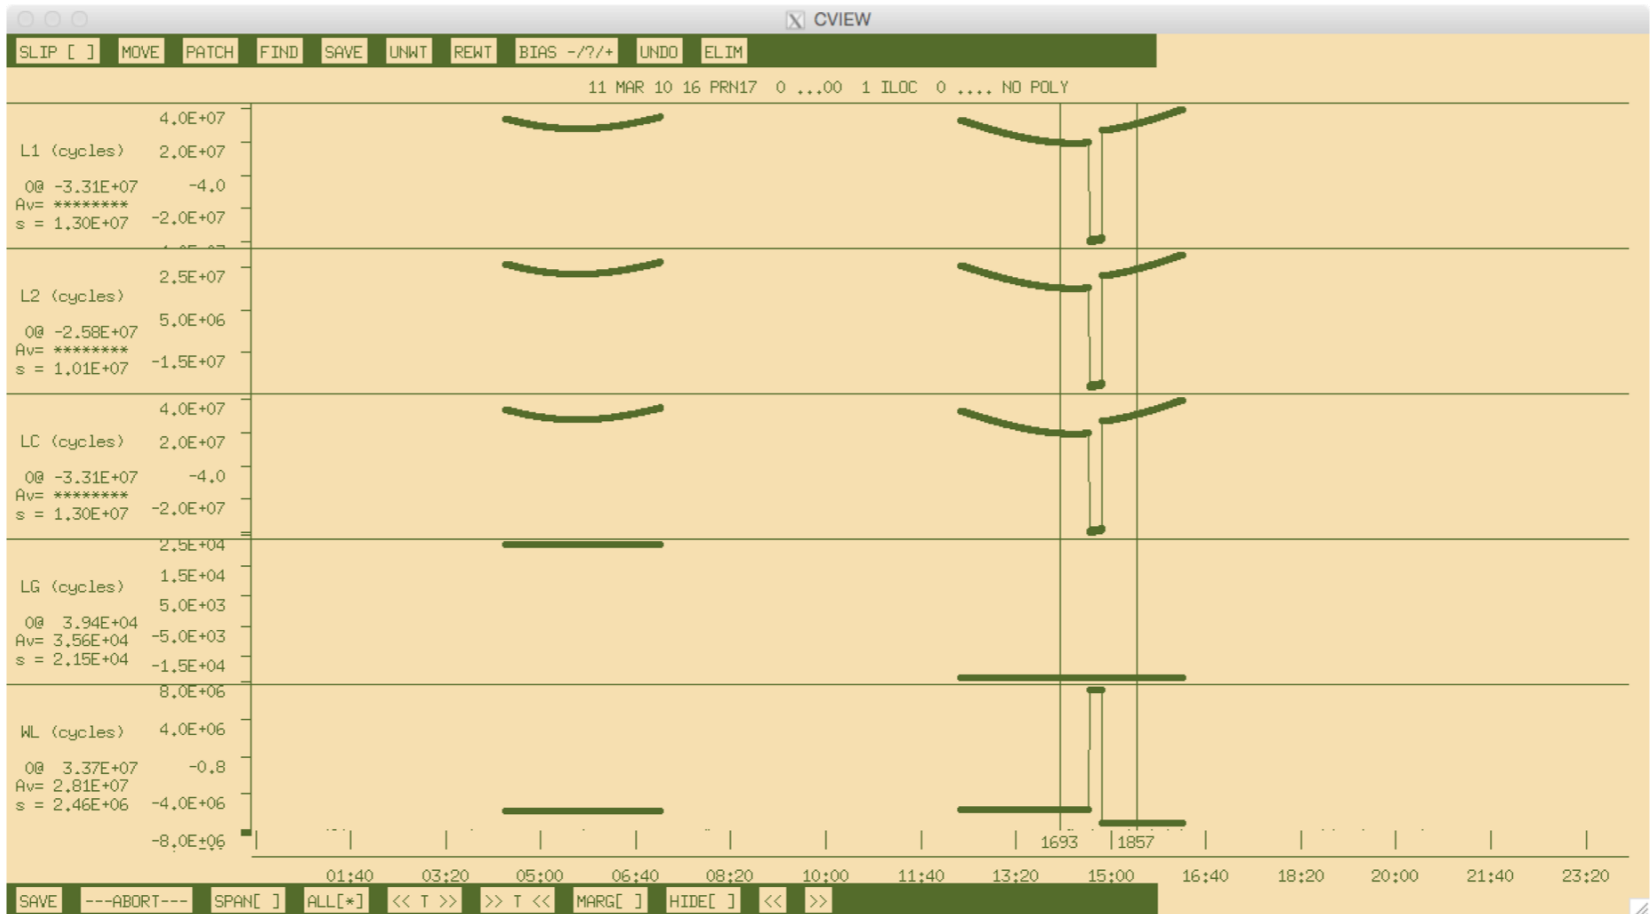 CVIEW
SLIP [ ] MOVE PATCH FIND SAVE UNWT REWT BIAS -/?/+ UNDO ELIM
11 MAR 10 16 PRN17 0 ...00 1 ILOC 0 .... NO POLY
4.0E+07
L1 (cycles) 2.0E+07
0@ -3.31E+07 -4.0
Av= ********
s = 1.30E+07 -2.0E+07
2.5E+07
L2 (cycles)
5.0E+06
0@ -2.58E+07
Av= ********
s = 1.01E+07 -1.5E+07
4.0E+07
LC (cycles) 2.0E+07
0@ -3.31E+07 -4.0
Av= ********
s = 1.30E+07 -2.0E+07
2.5E+04
1.5E+04
LG (cycles)
5.0E+03
0@ 3.94E+04
Av= 3.56E+04 -5.0E+03
s = 2.15E+04 -1.5E+04
8.0E+06
WL (cycles) 4.0E+06
0@ 3.37E+07 -0.8
Av= 2.81E+07
s = 2.46E+06 -4.0E+06
-8.0E+06 1693 1857
01:40 03:20 05:00 06:40 08:20 10:00 11:40 13:20 15:00 16:40 18:20 20:00 21:40 23:20
SAVE ---ABORT--- SPAN[ ] ALL[*] << T >> >> T << MARG[ ] HIDE[ ] << >>